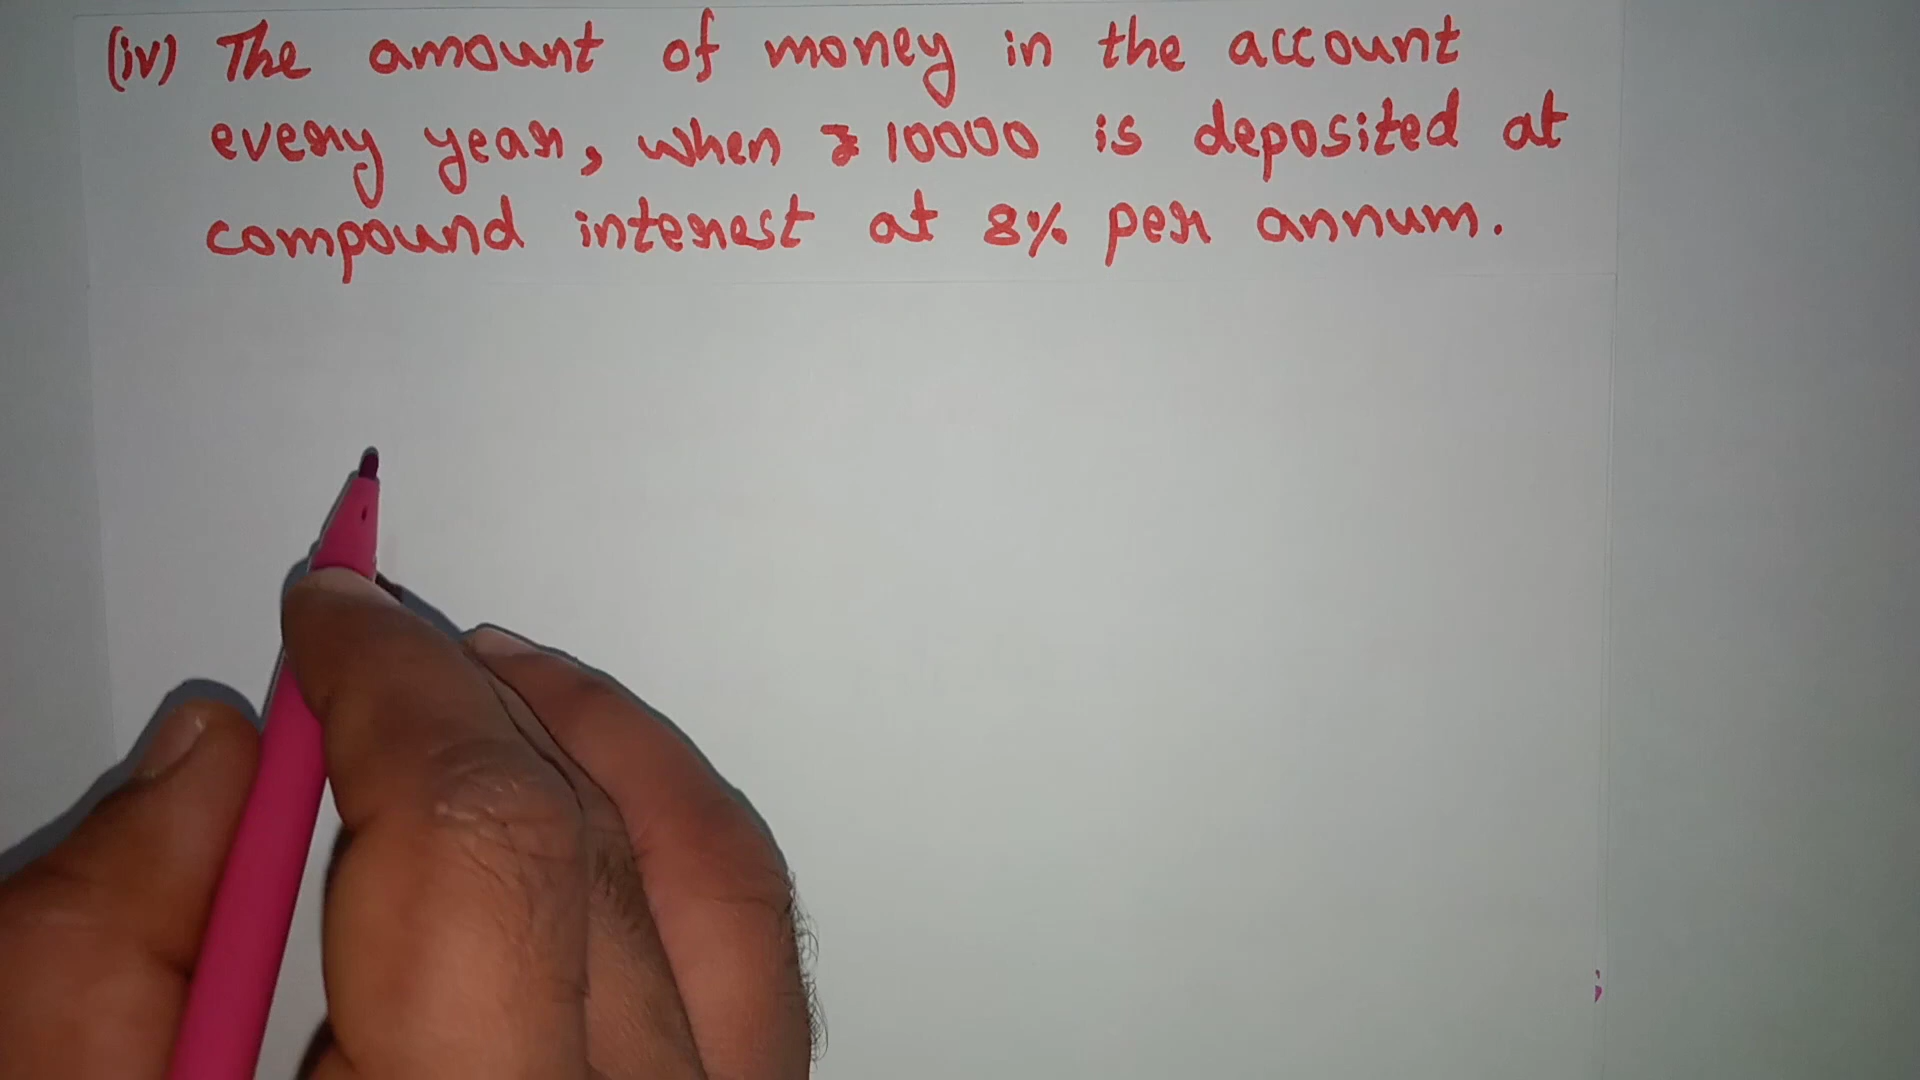 (iv) The amount of money in the account
every year, when ₹ 10000 is deposited at
compound interest at 8% per annum.